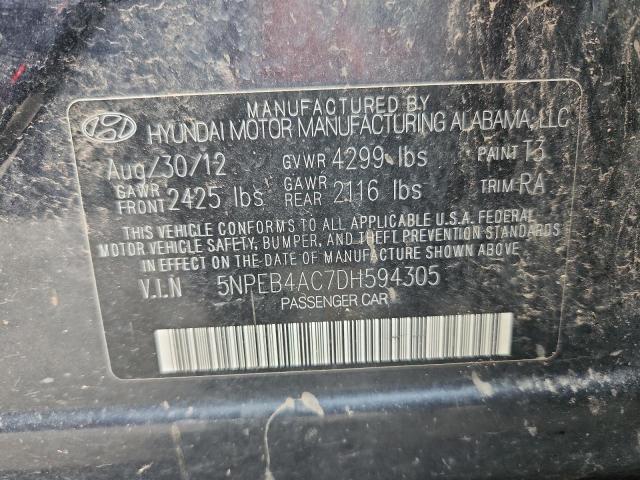 MANUFACTURED BY
HYUNDAI MOTOR MANUFACTURING ALABAMA, LLC
Aug/30/12 GVWR 4299 lbs PAINT T3
GAWR FRONT 2425 lbs GAWR REAR 2116 lbs TRIM RA
THIS VEHICLE CONFORMS TO ALL APPLICABLE U.S.A. FEDERAL
MOTOR VEHICLE SAFETY, BUMPER, AND THEFT PREVENTION STANDARDS
IN EFFECT ON THE DATE OF MANUFACTURE SHOWN ABOVE.
V.I.N 5NPEB4AC7DH594305
PASSENGER CAR